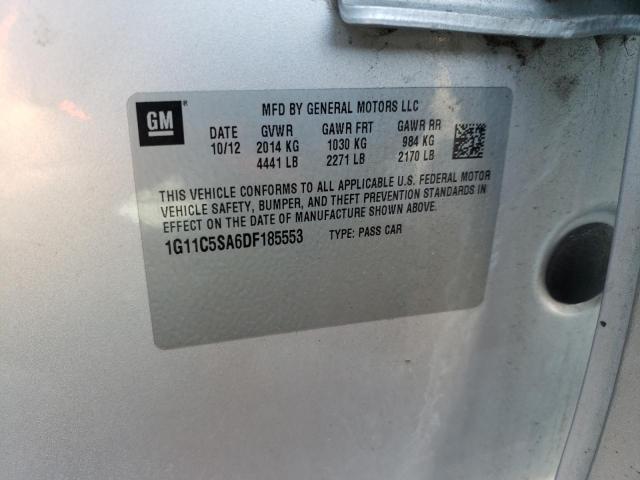 GM
MFD BY GENERAL MOTORS LLC
DATE GVWR GAWR FRT GAWR RR
10/12 2014 KG 1030 KG 984 KG
4441 LB 2271 LB 2170 LB
THIS VEHICLE CONFORMS TO ALL APPLICABLE U.S. FEDERAL MOTOR
VEHICLE SAFETY, BUMPER, AND THEFT PREVENTION STANDARDS IN
EFFECT ON THE DATE OF MANUFACTURE SHOWN ABOVE.
1G11C5SA6DF185553 TYPE: PASS CAR